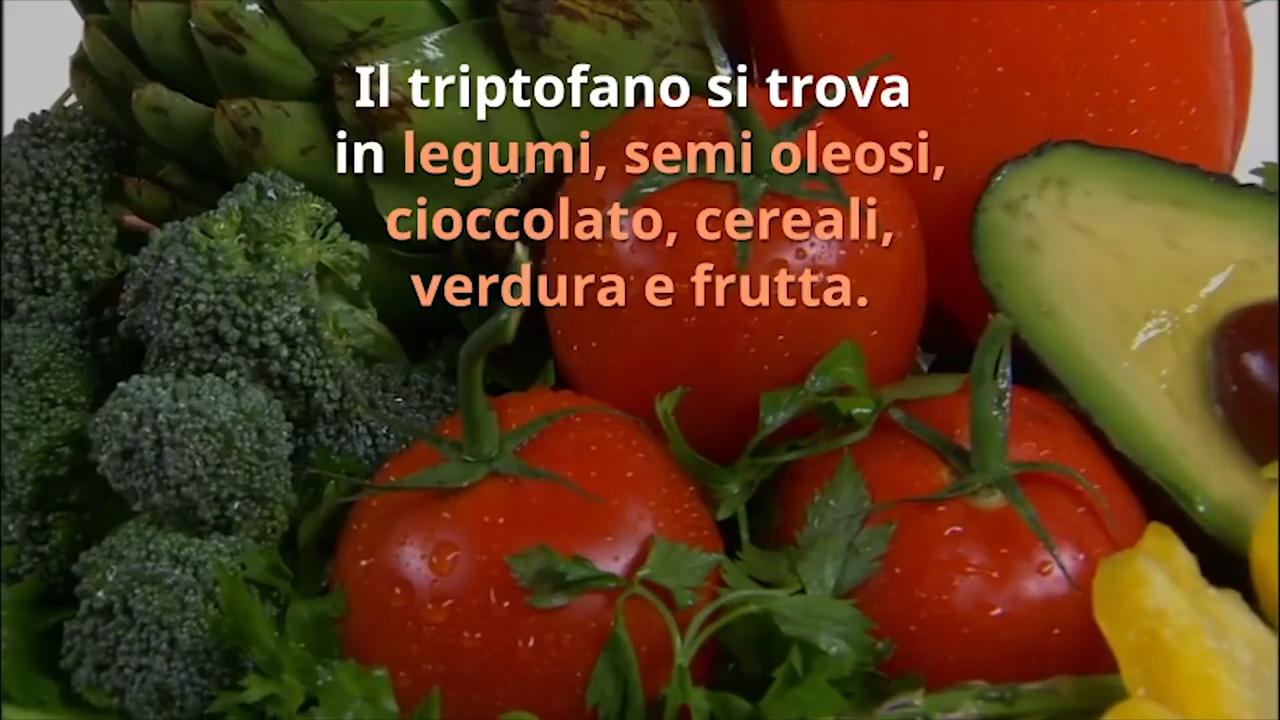 Il triptofano si trova
in legumi, semi oleosi,
cioccolato, cereali,
verdura e frutta.